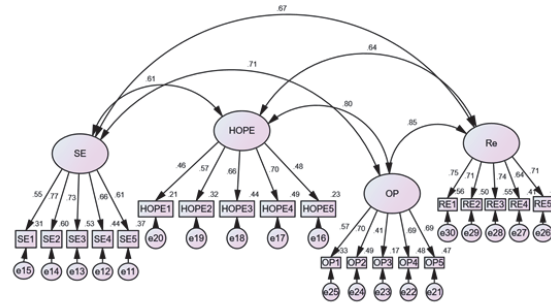 .67
.64
.71
.61
.80
.85
SE
HOPE
Re
OP
.46 .57 .66 .70 .48
.75 .71 .74 .64 .71
.55 .77 .73 .66 .61
.21 .32 .44 .49 .23
HOPE1 HOPE2 HOPE3 HOPE4 HOPE5
.56 .50 .55 .41
RE1 RE2 RE3 RE4 RE5
.31 .60 .53 .44 .37
SE1 SE2 SE3 SE4 SE5
e20 e19 e18 e17 e16
e30 e29 e28 e27 e26
.57 .70 .41 .69 .69
e15 e14 e13 e12 e11
.33 .49 .17 .48 .47
OP1 OP2 OP3 OP4 OP5
e25 e24 e23 e22 e21